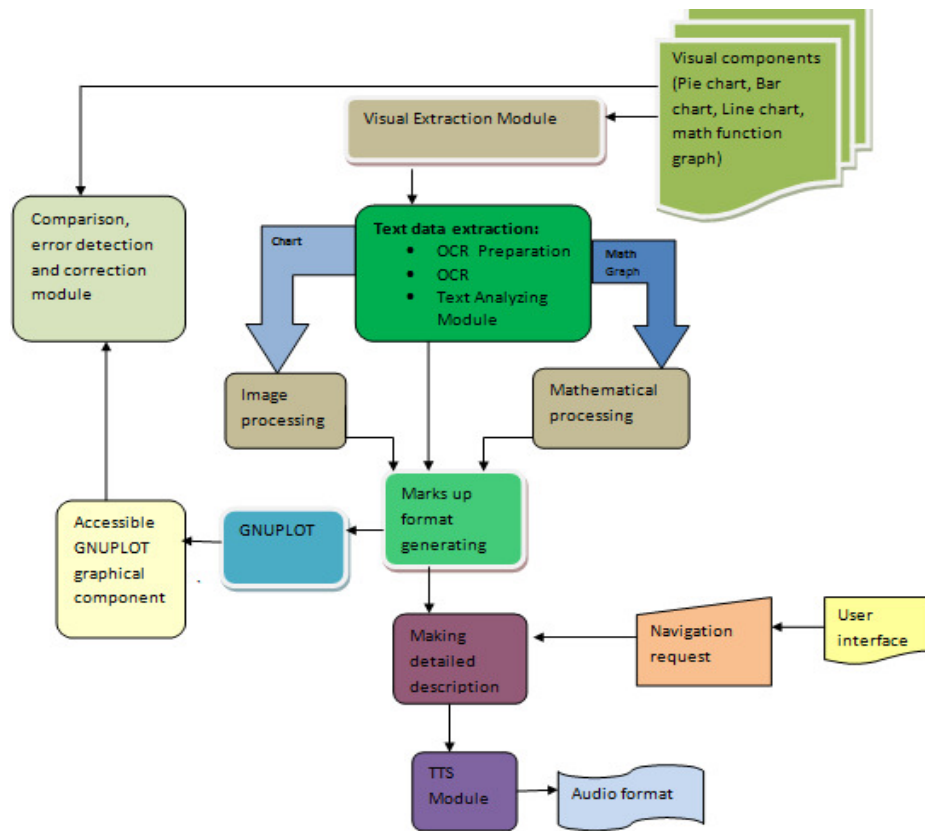 Visual components
(Pie chart, Bar
chart, Line chart,
math function
graph)
Visual Extraction Module
Comparison,
error detection
and correction
module
Chart
Text data extraction:
• OCR Preparation
• OCR
• Text Analyzing
Module
Math
Graph
Image
processing
Mathematical
processing
Marks up
format
generating
GNUPLOT
Accessible
GNUPLOT
graphical
component
.
Making
detailed
description
Navigation
request
User
interface
TTS
Module
Audio format